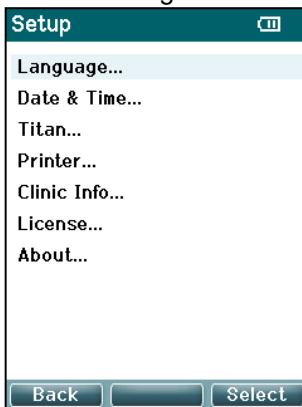 Setup
Language...
Date & Time...
Titan...
Printer...
Clinic Info...
License...
About...
Back Select